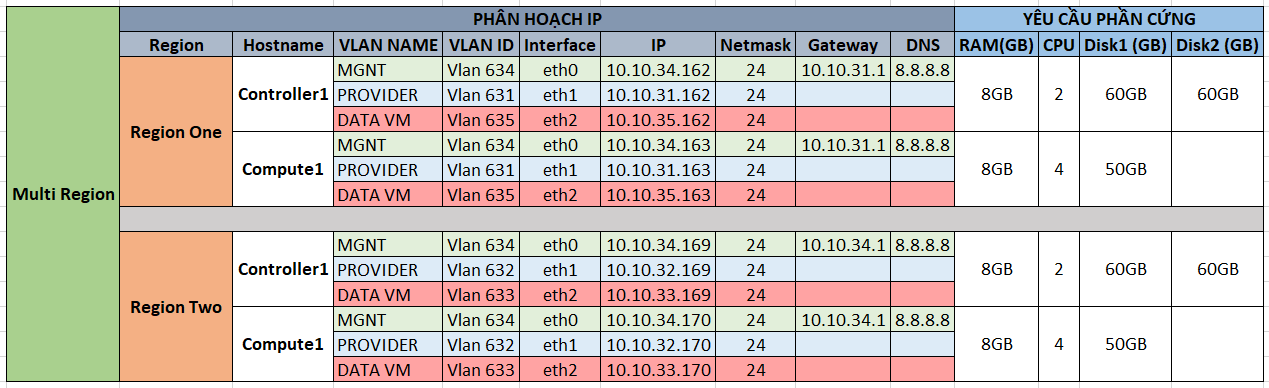 PHÂN HOẠCH IP YÊU CẦU PHẦN CỨNG
Region Hostname VLAN NAME VLAN ID Interface IP Netmask Gateway DNS RAM(GB) CPU Disk1 (GB) Disk2 (GB)
MGNT Vlan 634 eth0 10.10.34.162 24 10.10.31.1 8.8.8.8
Controller1 PROVIDER Vlan 631 eth1 10.10.31.162 24 8GB 2 60GB 60GB
DATA VM Vlan 635 eth2 10.10.35.162 24
Region One
MGNT Vlan 634 eth0 10.10.34.163 24 10.10.31.1 8.8.8.8
Compute1 PROVIDER Vlan 631 eth1 10.10.31.163 24 8GB 4 50GB
DATA VM Vlan 635 eth2 10.10.35.163 24
Multi Region
MGNT Vlan 634 eth0 10.10.34.169 24 10.10.34.1 8.8.8.8
Controller1 PROVIDER Vlan 632 eth1 10.10.32.169 24 8GB 2 60GB 60GB
DATA VM Vlan 633 eth2 10.10.33.169 24
Region Two
MGNT Vlan 634 eth0 10.10.34.170 24 10.10.34.1 8.8.8.8
Compute1 PROVIDER Vlan 632 eth1 10.10.32.170 24 8GB 4 50GB
DATA VM Vlan 633 eth2 10.10.33.170 24